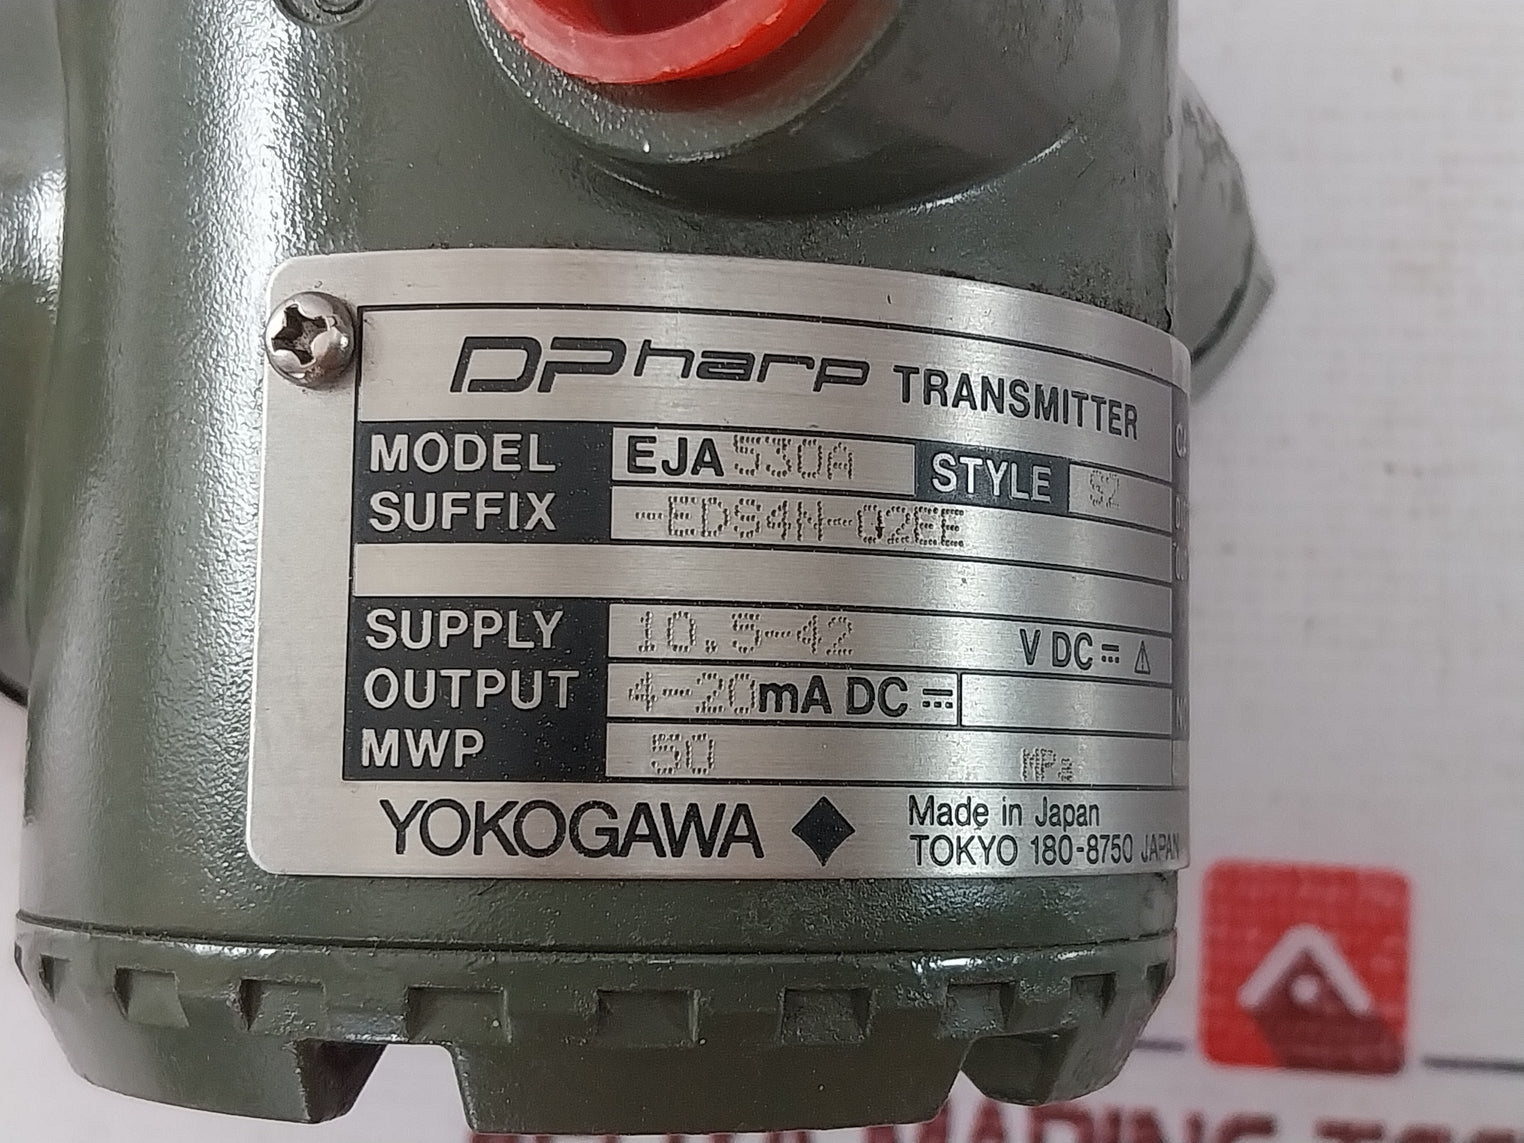 DPharp TRANSMITTER
MODEL EJA530A STYLE S2
SUFFIX -EDS4N-02EE
SUPPLY 10.5-42 V DC
OUTPUT 4-20mA DC
MWP 50 MPa
YOKOGAWA Made in Japan
TOKYO 180-8750 JAPAN